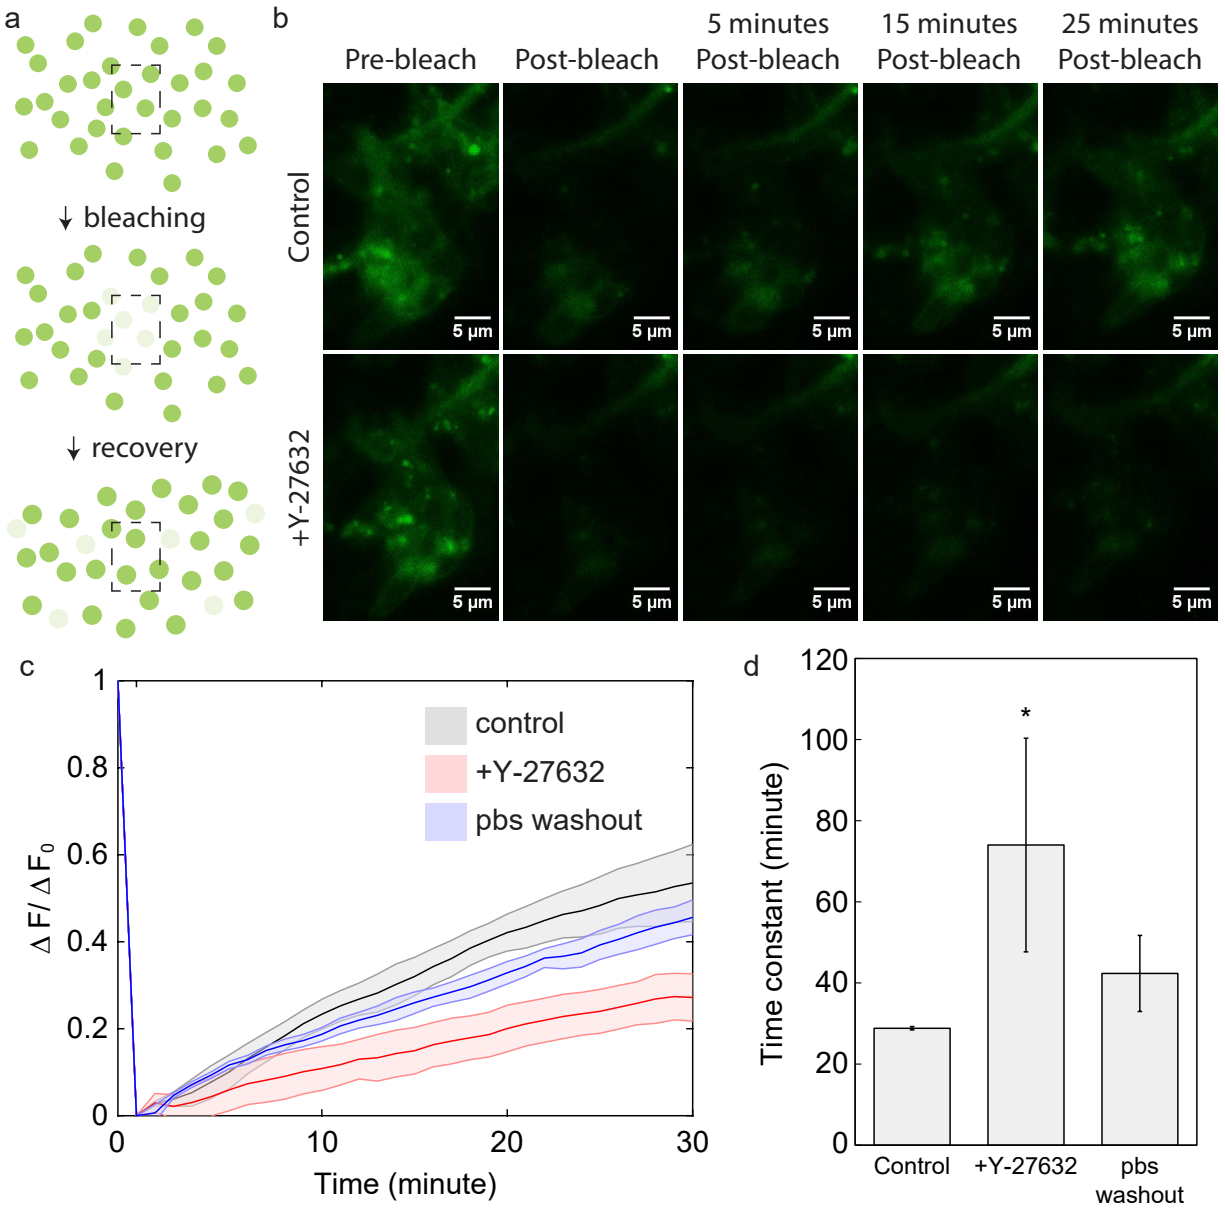 a
↓ bleaching
↓ recovery
b
Pre-bleach
Post-bleach
5 minutes
Post-bleach
15 minutes
Post-bleach
25 minutes
Post-bleach
Control
5 µm
5 µm
5 µm
5 µm
5 µm
+Y-27632
5 µm
5 µm
5 µm
5 µm
5 µm
c
1
0.8
0.6
0.4
0.2
0
0
10
20
30
Δ F/ Δ F₀
Time (minute)
control
+Y-27632
pbs washout
d
120
100
80
60
40
20
0
Time constant (minute)
*
Control
+Y-27632
pbs
washout